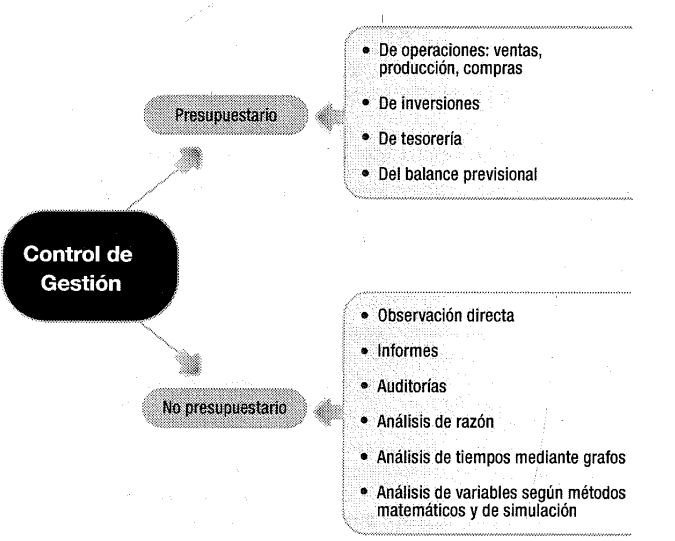 • De operaciones: ventas,
producción, compras
Presupuestario
• De inversiones
• De tesorería
• Del balance previsional
Control de
Gestión
• Observación directa
• Informes
• Auditorías
No presupuestario
• Análisis de razón
• Análisis de tiempos mediante grafos
• Análisis de variables según métodos
matemáticos y de simulación